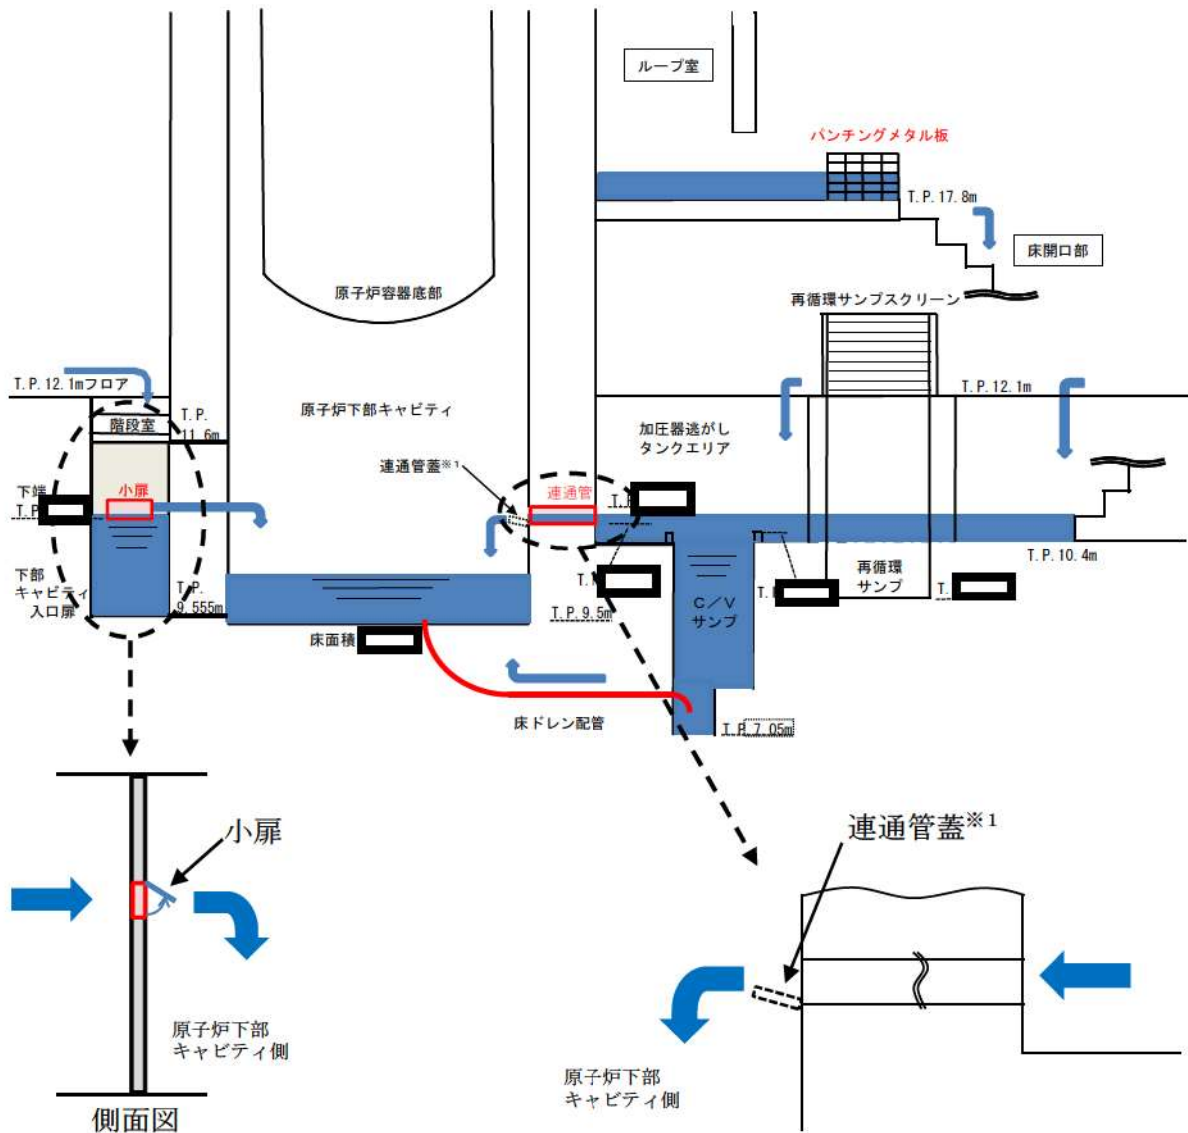 ループ室
パンチングメタル板
T.P.17.8m
床開口部
原子炉容器底部
再循環サンプスクリーン
T.P.12.1mフロア
T.P.12.1m
階段室
T.P.
11.6m
原子炉下部キャビティ
加圧器逃がし
タンクエリア
連通管蓋※1
下端
T.P
小扉
連通管
T.P
T.P.10.4m
下部
キャビティ
入口扉
T.P.
9.555m
T.
T.P.9.5m
C/V
サンプ
T.
再循環
サンプ
T.
床面積
床ドレン配管
T.P.7.05m
小扉
連通管蓋※1
原子炉下部
キャビティ側
側面図
原子炉下部
キャビティ側